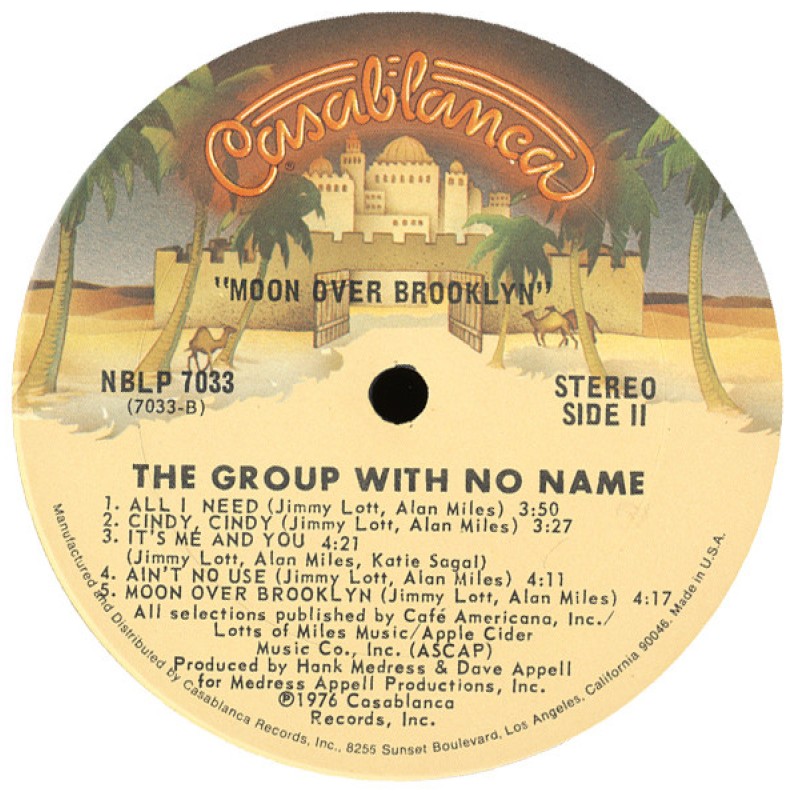 Casablanca
®
"MOON OVER BROOKLYN"
NBLP 7033
(7033-B)
STEREO
SIDE II
THE GROUP WITH NO NAME
1. ALL I NEED (Jimmy Lott, Alan Miles) 3:50
2. CINDY, CINDY (Jimmy Lott, Alan Miles) 3:27
3. IT'S ME AND YOU 4:21
(Jimmy Lott, Alan Miles, Katie Sagal)
4. AIN'T NO USE (Jimmy Lott, Alan Miles) 4:11
5. MOON OVER BROOKLYN (Jimmy Lott, Alan Miles) 4:17
All selections published by Café Americana, Inc./
Lotts of Miles Music/Apple Cider
Music Co., Inc. (ASCAP)
Produced by Hank Medress & Dave Appell
for Medress Appell Productions, Inc.
℗1976 Casablanca
Records, Inc.
Manufactured and Distributed by Casablanca Records, Inc., 8255 Sunset Boulevard, Los Angeles, California 90046. Made in U.S.A.